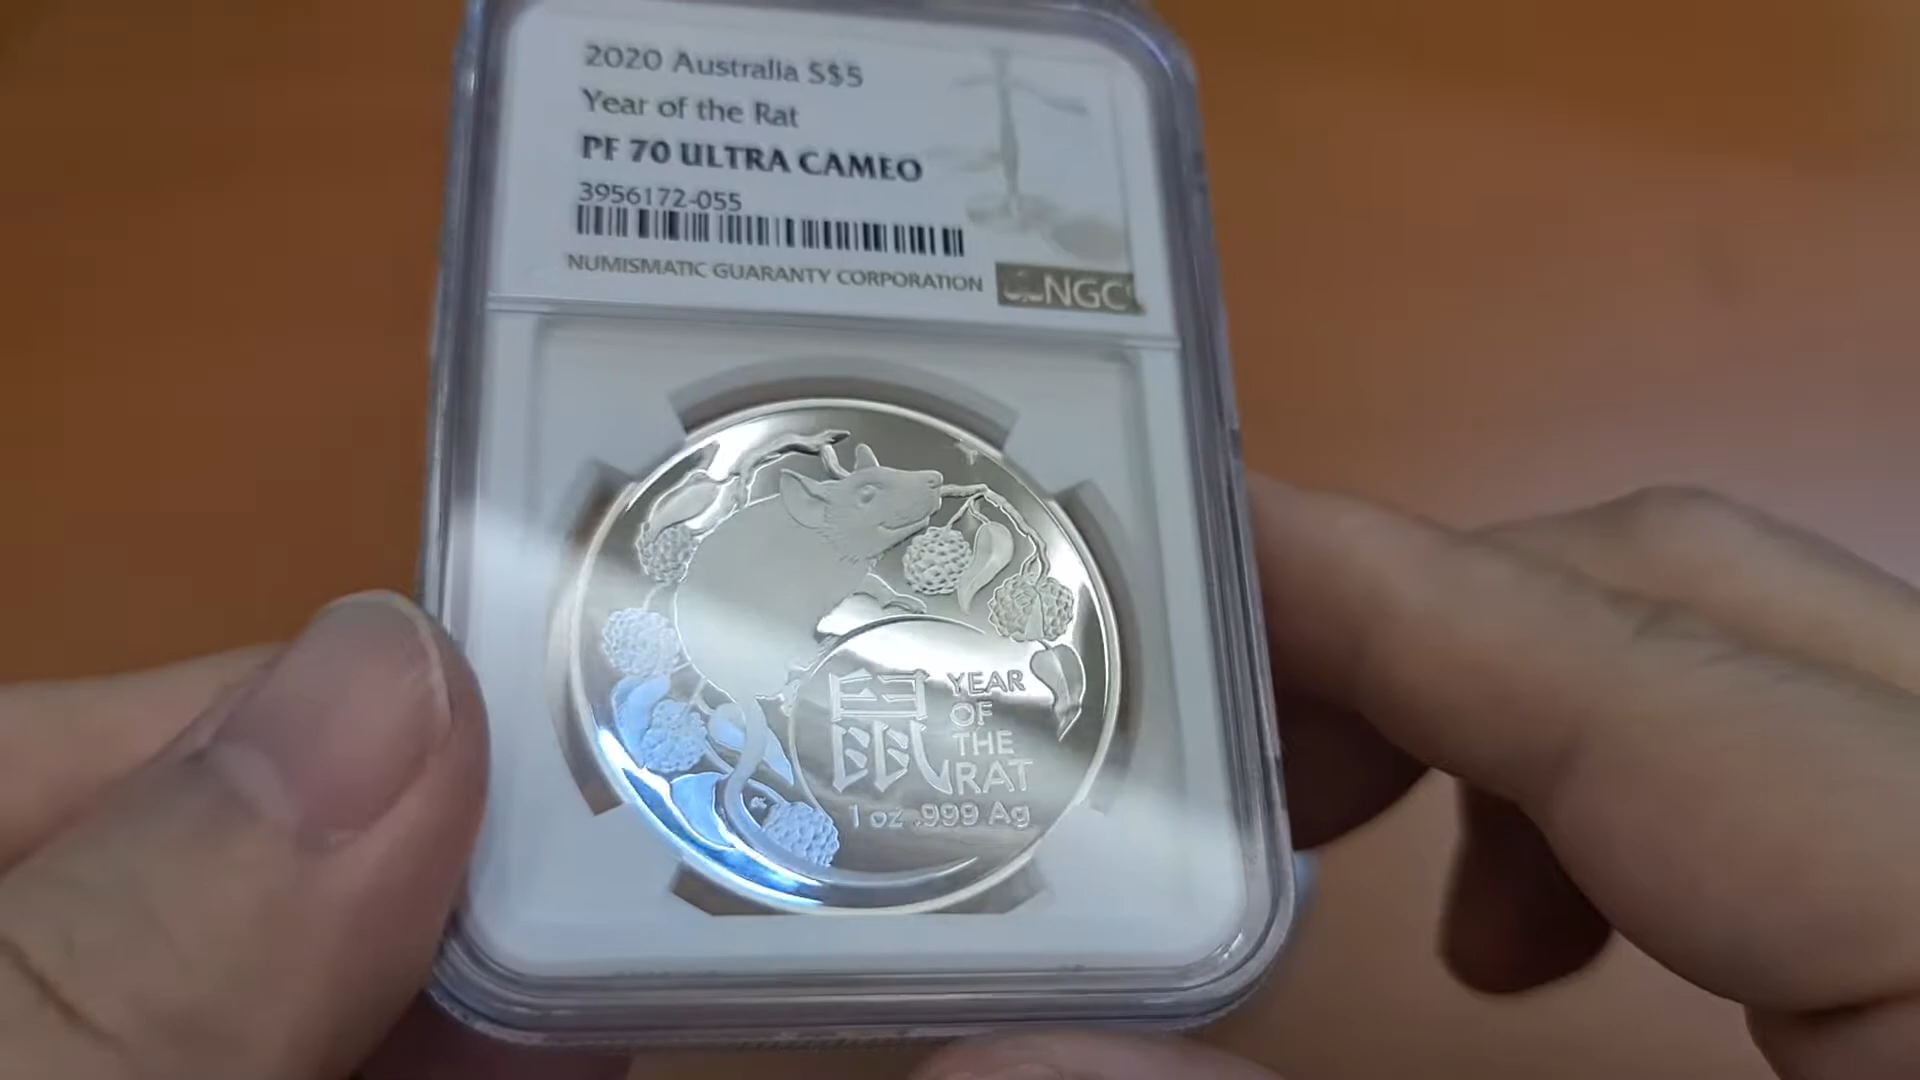 2020 Australia S$5
Year of the Rat
PF 70 ULTRA CAMEO
3956172-055
NUMISMATIC GUARANTY CORPORATION
NGC
鼠
YEAR
OF
THE
RAT
1 oz .999 Ag